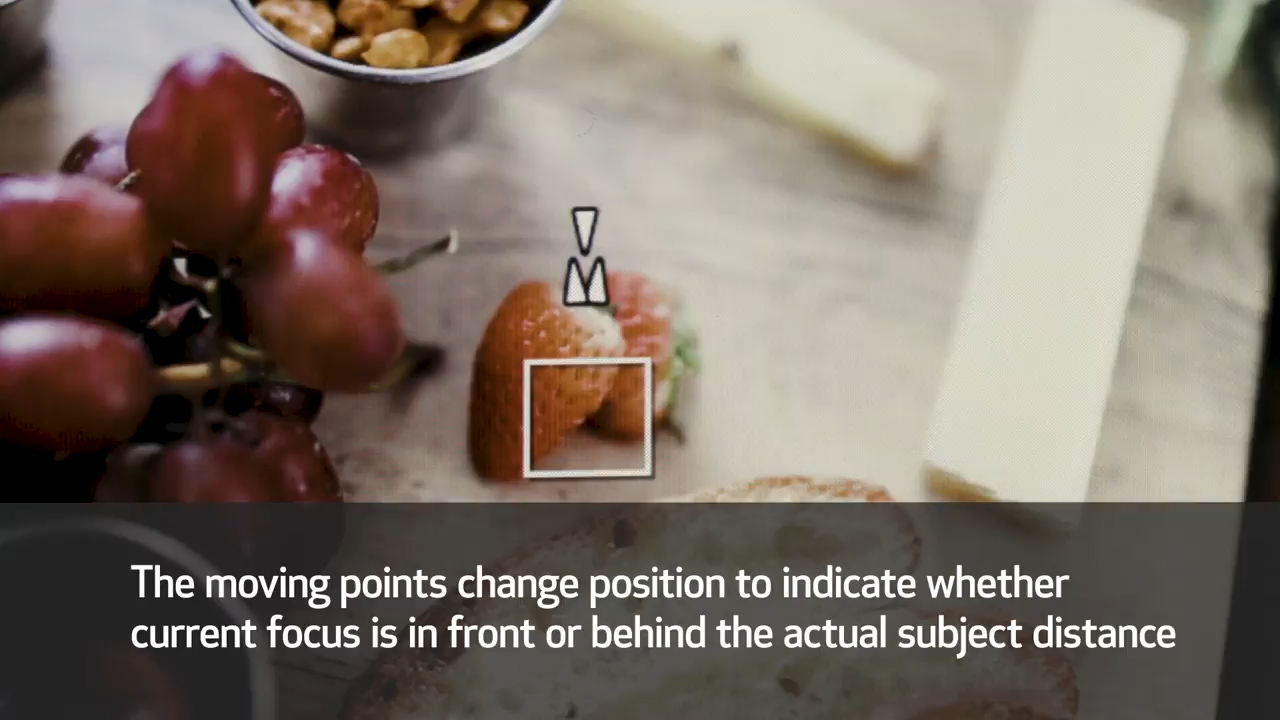 The moving points change position to indicate whether
current focus is in front or behind the actual subject distance